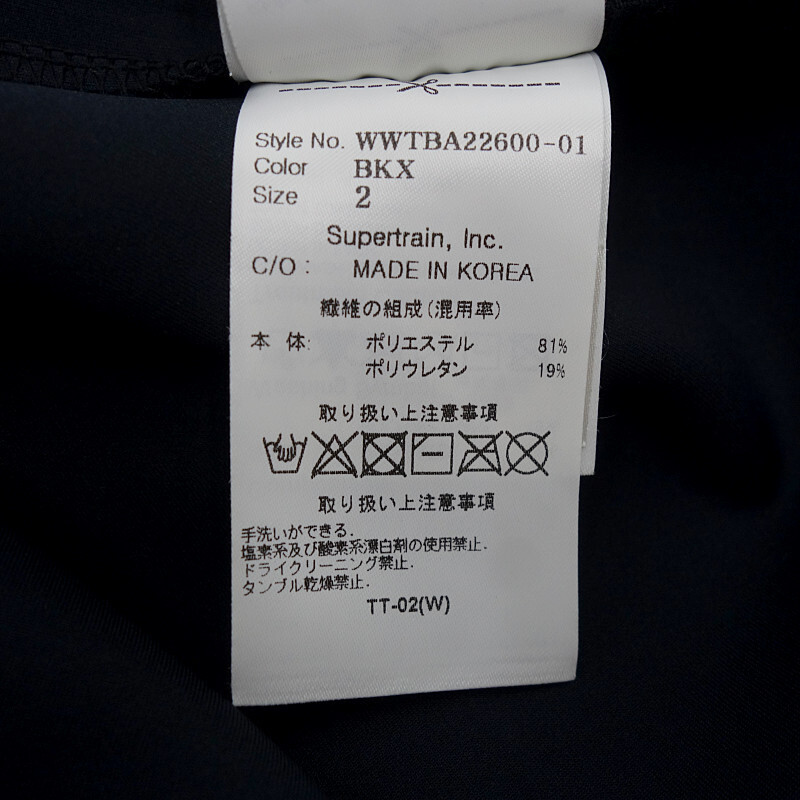 Style No. WWTBA22600-01
Color BKX
Size 2
Supertrain, Inc.
C/O : MADE IN KOREA
繊維の組成(混用率)
本 体: ポリエステル 81%
ポリウレタン 19%
取り扱い上注意事項
取り扱い上注意事項
手洗いができる.
塩素系及び酸素系漂白剤の使用禁止.
ドライクリーニング禁止.
タンブル乾燥禁止.
TT-02(W)